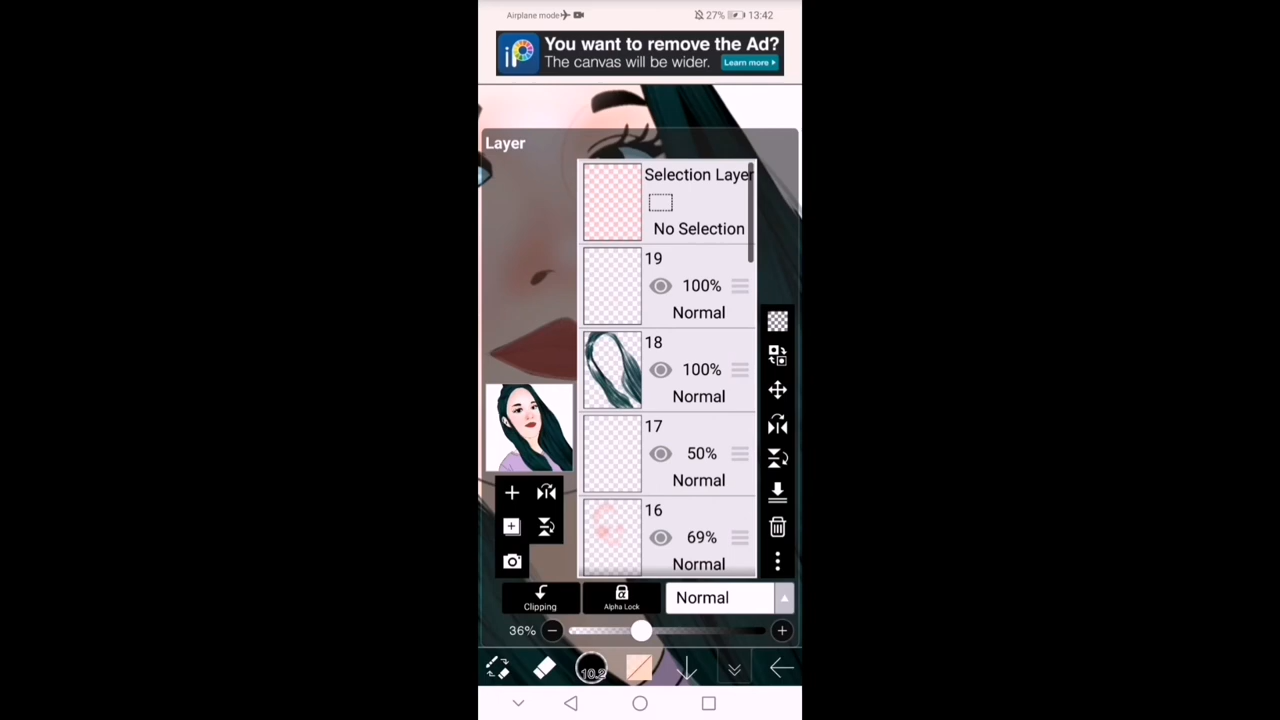 Airplane mode 27% 13:42
iP You want to remove the Ad?
The canvas will be wider. Learn more
Layer
Selection Layer
No Selection
19
100%
Normal
18
100%
Normal
17
50%
Normal
16
69%
Normal
Clipping
α
Alpha Lock
Normal
36%
10.2